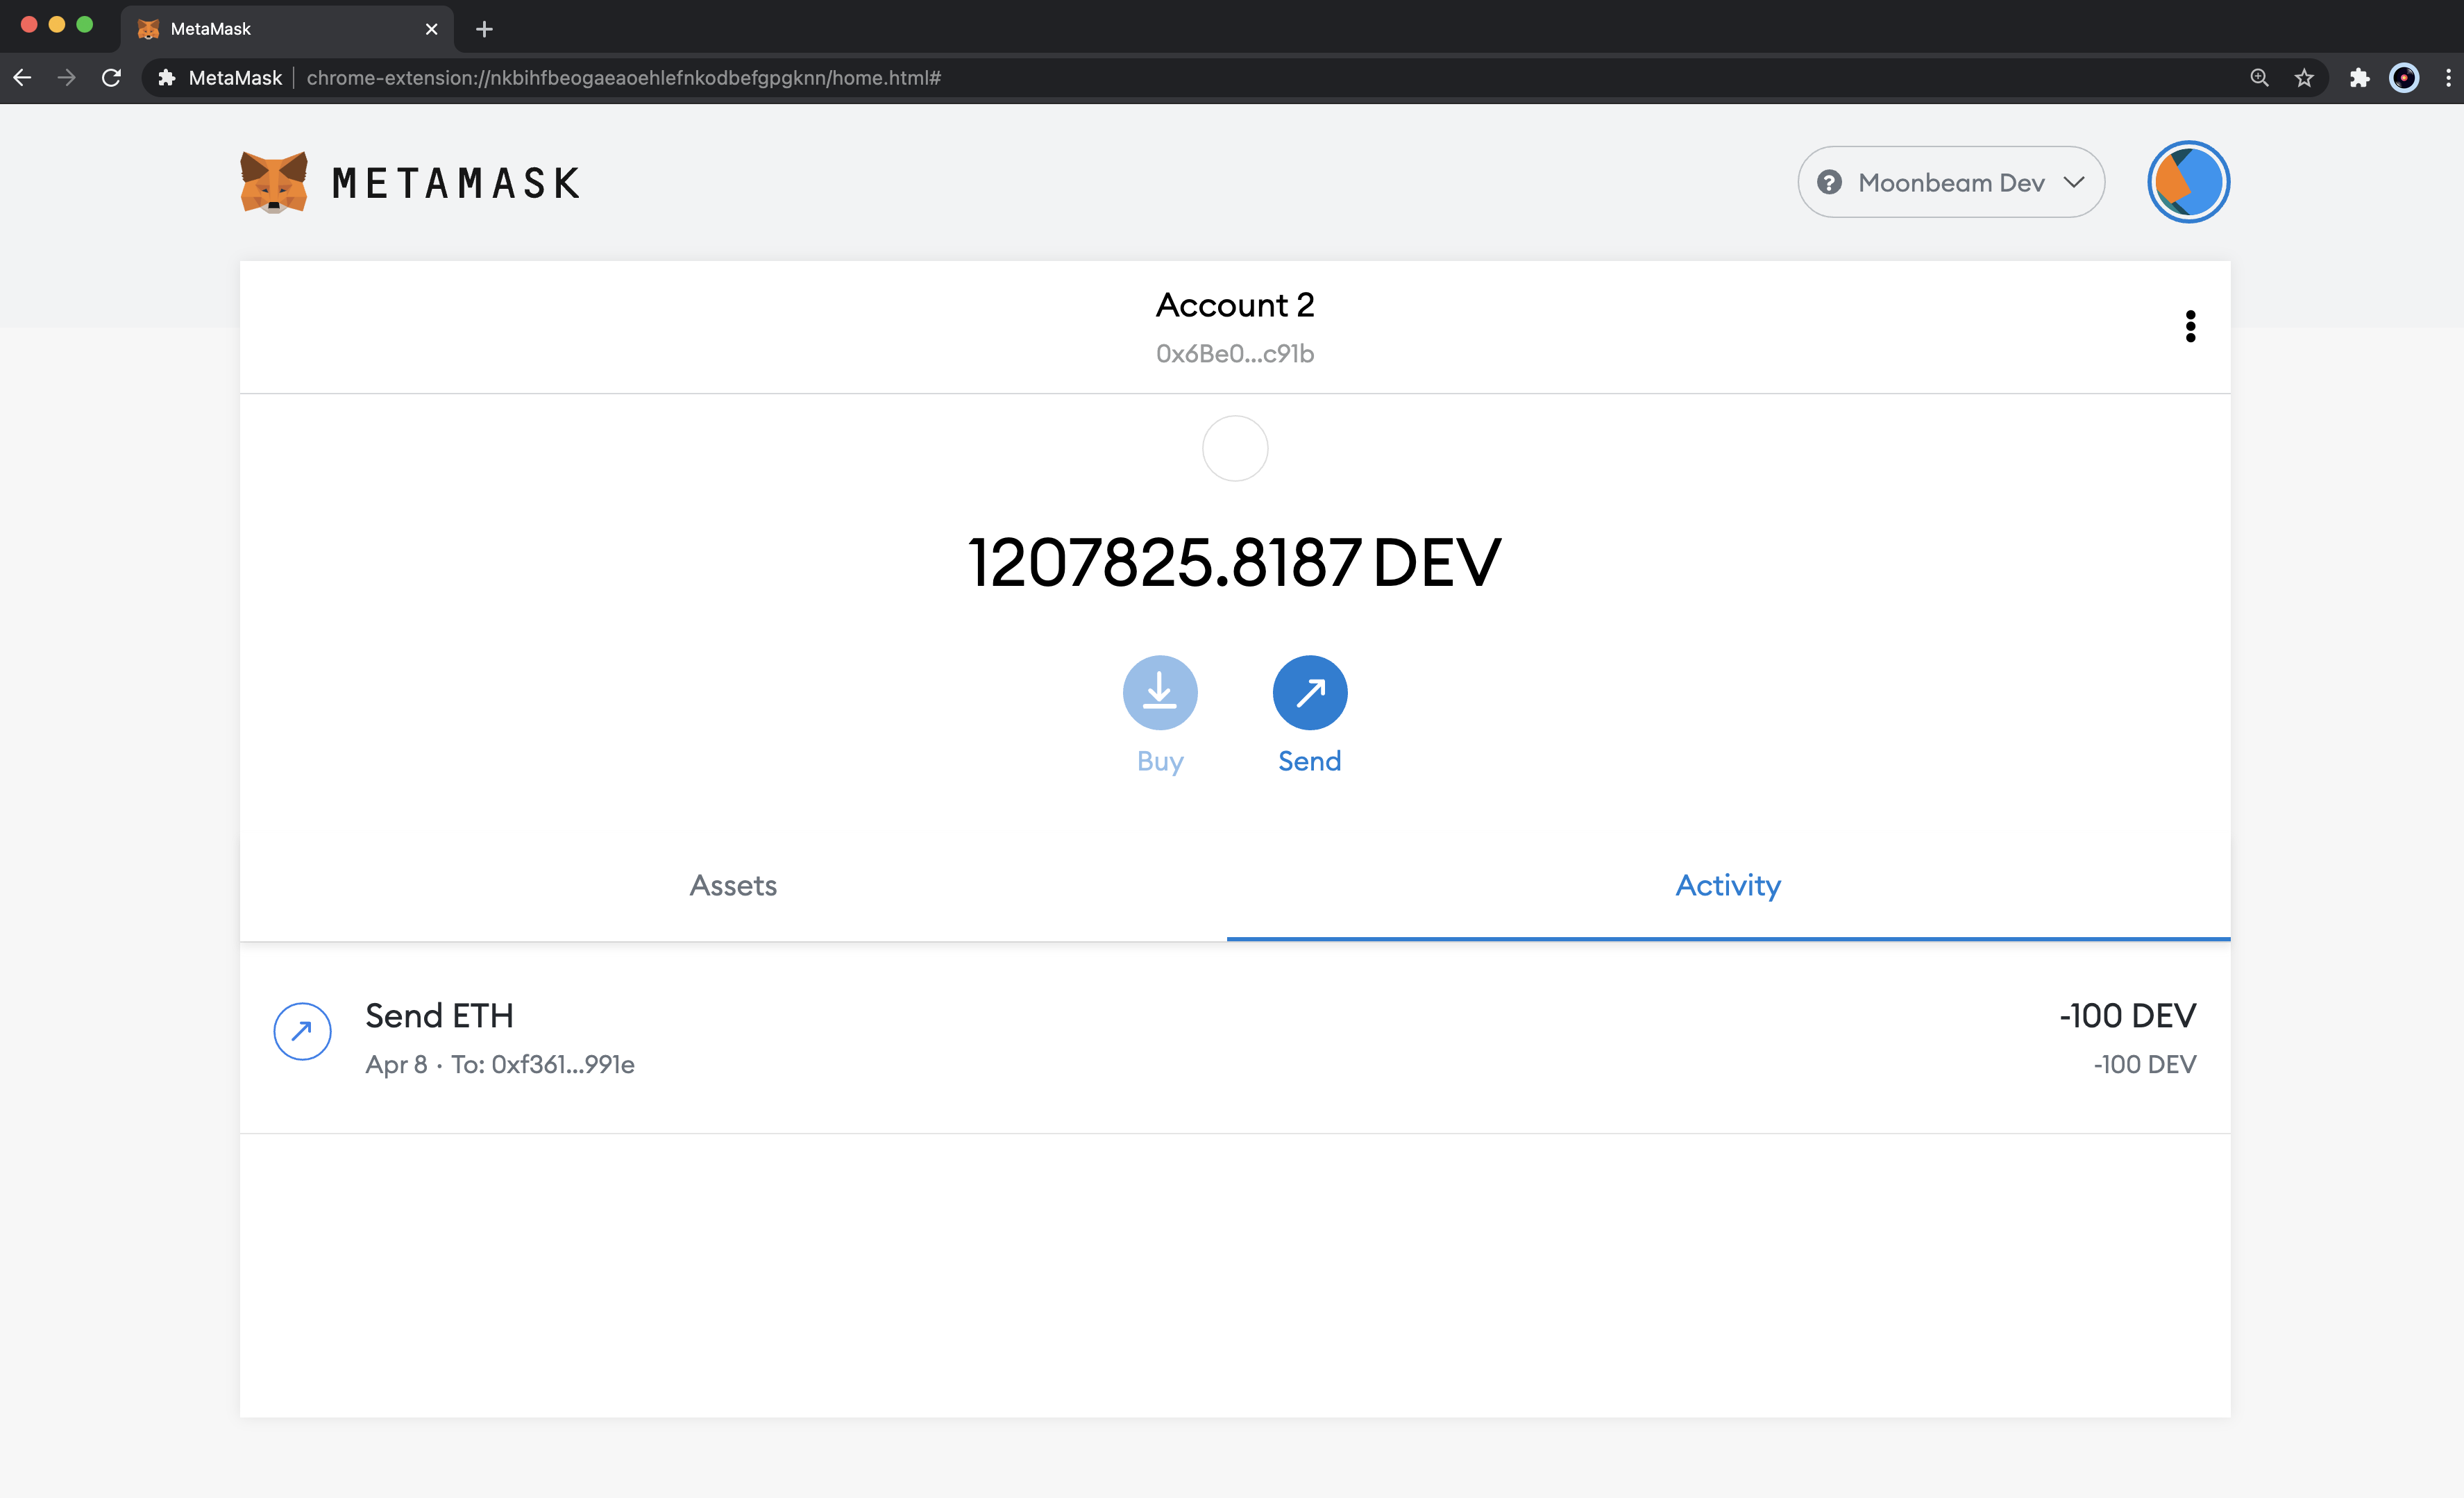 MetaMask
MetaMask chrome-extension://nkbihfbeogaeaoehlefnkodbefgpgknn/home.html#
METAMASK
? Moonbeam Dev
Account 2
0x6Be0...c91b
1207825.8187 DEV
Buy Send
Assets Activity
Send ETH -100 DEV
Apr 8 · To: 0xf361...991e -100 DEV